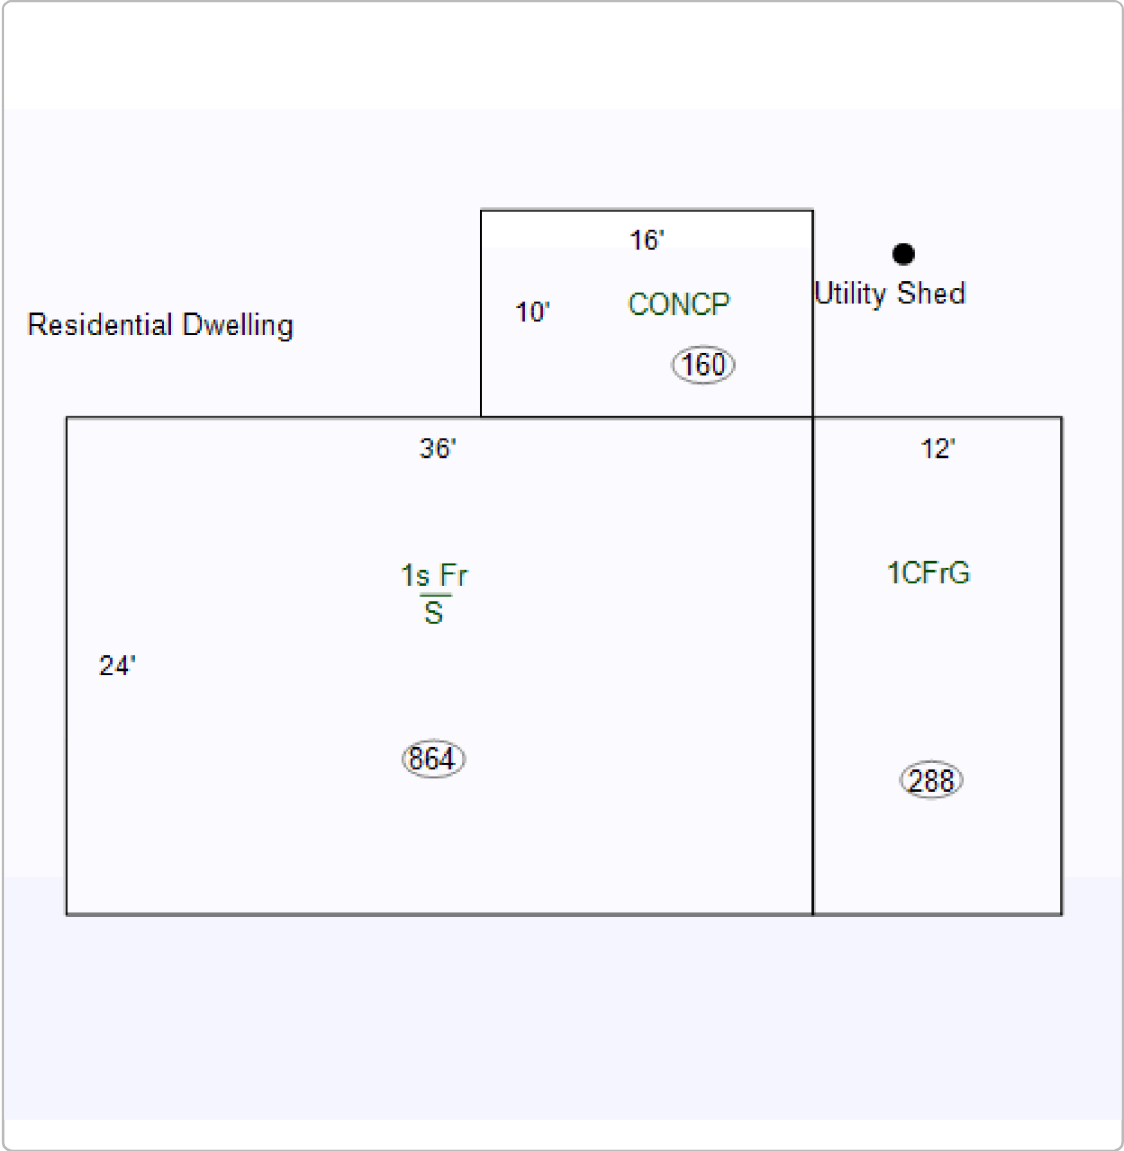 16'
Utility Shed
10'
CONCP
Residential Dwelling
160
36'
12'
1s Fr
S
1CFrG
24'
864
288